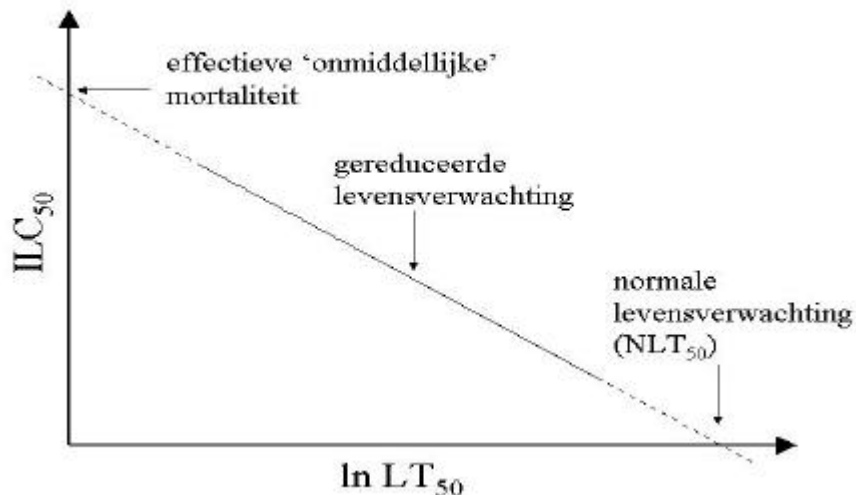 effectieve ‘onmiddellijke’
mortaliteit
gereduceerde
levensverwachting
ILC50
normale
levensverwachting
(NLT50)
ln LT50